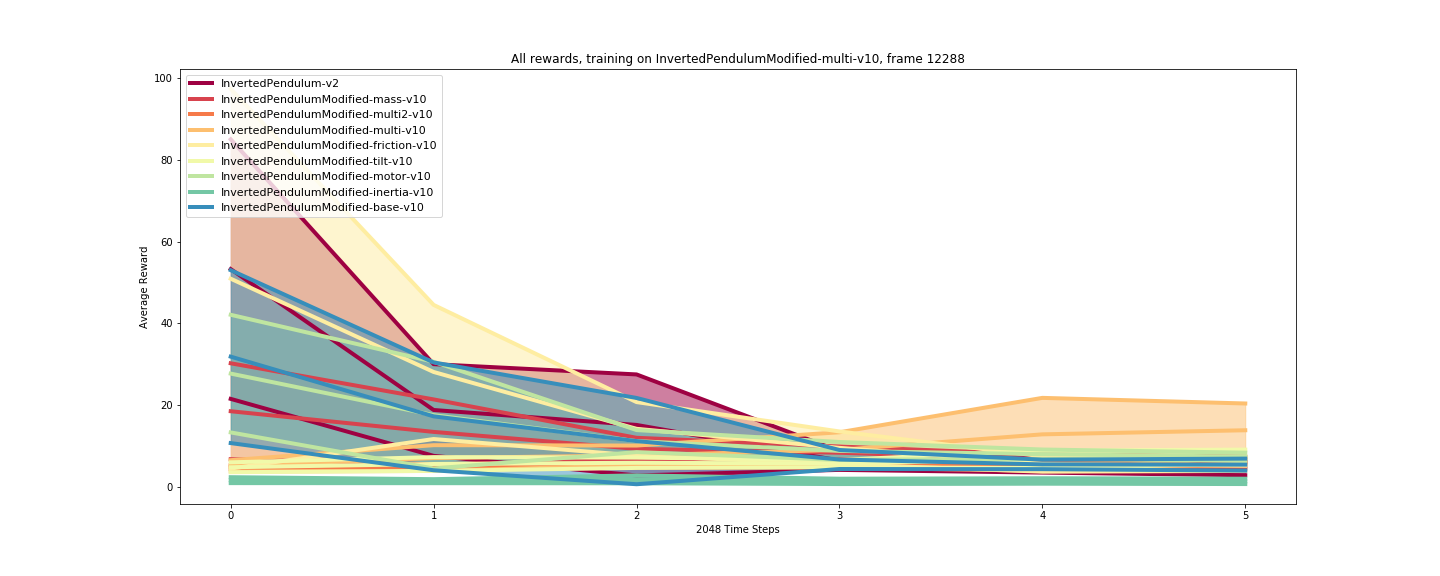 All rewards, training on InvertedPendulumModified-multi-v10, frame 12288
100
80
60
40
20
0
Average Reward
InvertedPendulum-v2
InvertedPendulumModified-mass-v10
InvertedPendulumModified-multi2-v10
InvertedPendulumModified-multi-v10
InvertedPendulumModified-friction-v10
InvertedPendulumModified-tilt-v10
InvertedPendulumModified-motor-v10
InvertedPendulumModified-inertia-v10
InvertedPendulumModified-base-v10
0 1 2 3 4 5
2048 Time Steps